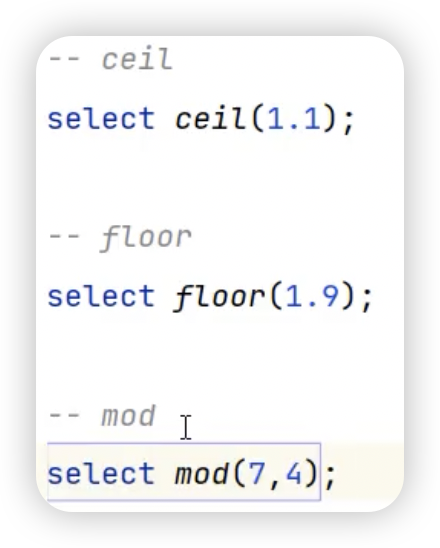 -- ceil
select ceil(1.1);
-- floor
select floor(1.9);
-- mod
select mod(7,4);